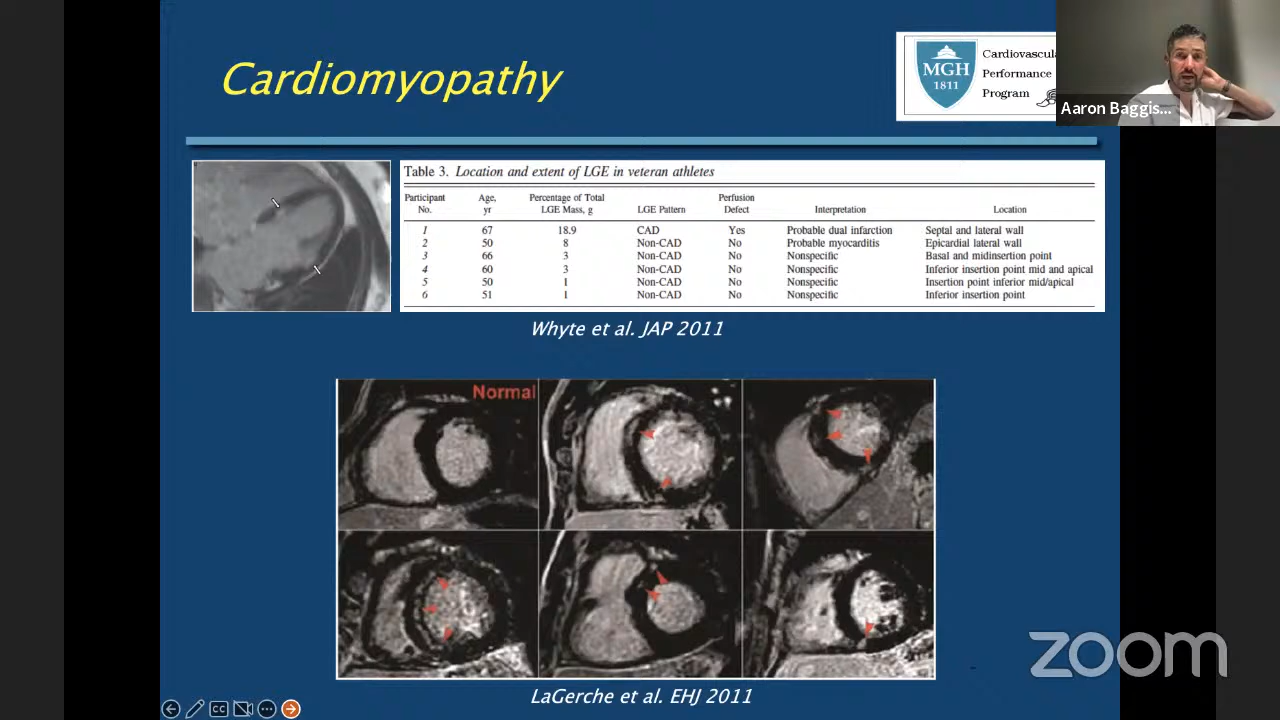 Cardiomyopathy
MGH
1811
Cardiovascula
Performance
Program
Aaron Baggis...
Table 3. Location and extent of LGE in veteran athletes
Participant No. Age, yr Percentage of Total LGE Mass, g LGE Pattern Perfusion Defect Interpretation Location
1 67 18.9 CAD Yes Probable dual infarction Septal and lateral wall
2 50 8 Non-CAD No Probable myocarditis Epicardial lateral wall
3 66 3 Non-CAD No Nonspecific Basal and midinsertion point
4 60 3 Non-CAD No Nonspecific Inferior insertion point mid and apical
5 50 1 Non-CAD No Nonspecific Insertion point inferior mid/apical
6 51 1 Non-CAD No Nonspecific Inferior insertion point
Whyte et al. JAP 2011
Normal
LaGerche et al. EHJ 2011
CC
zoom